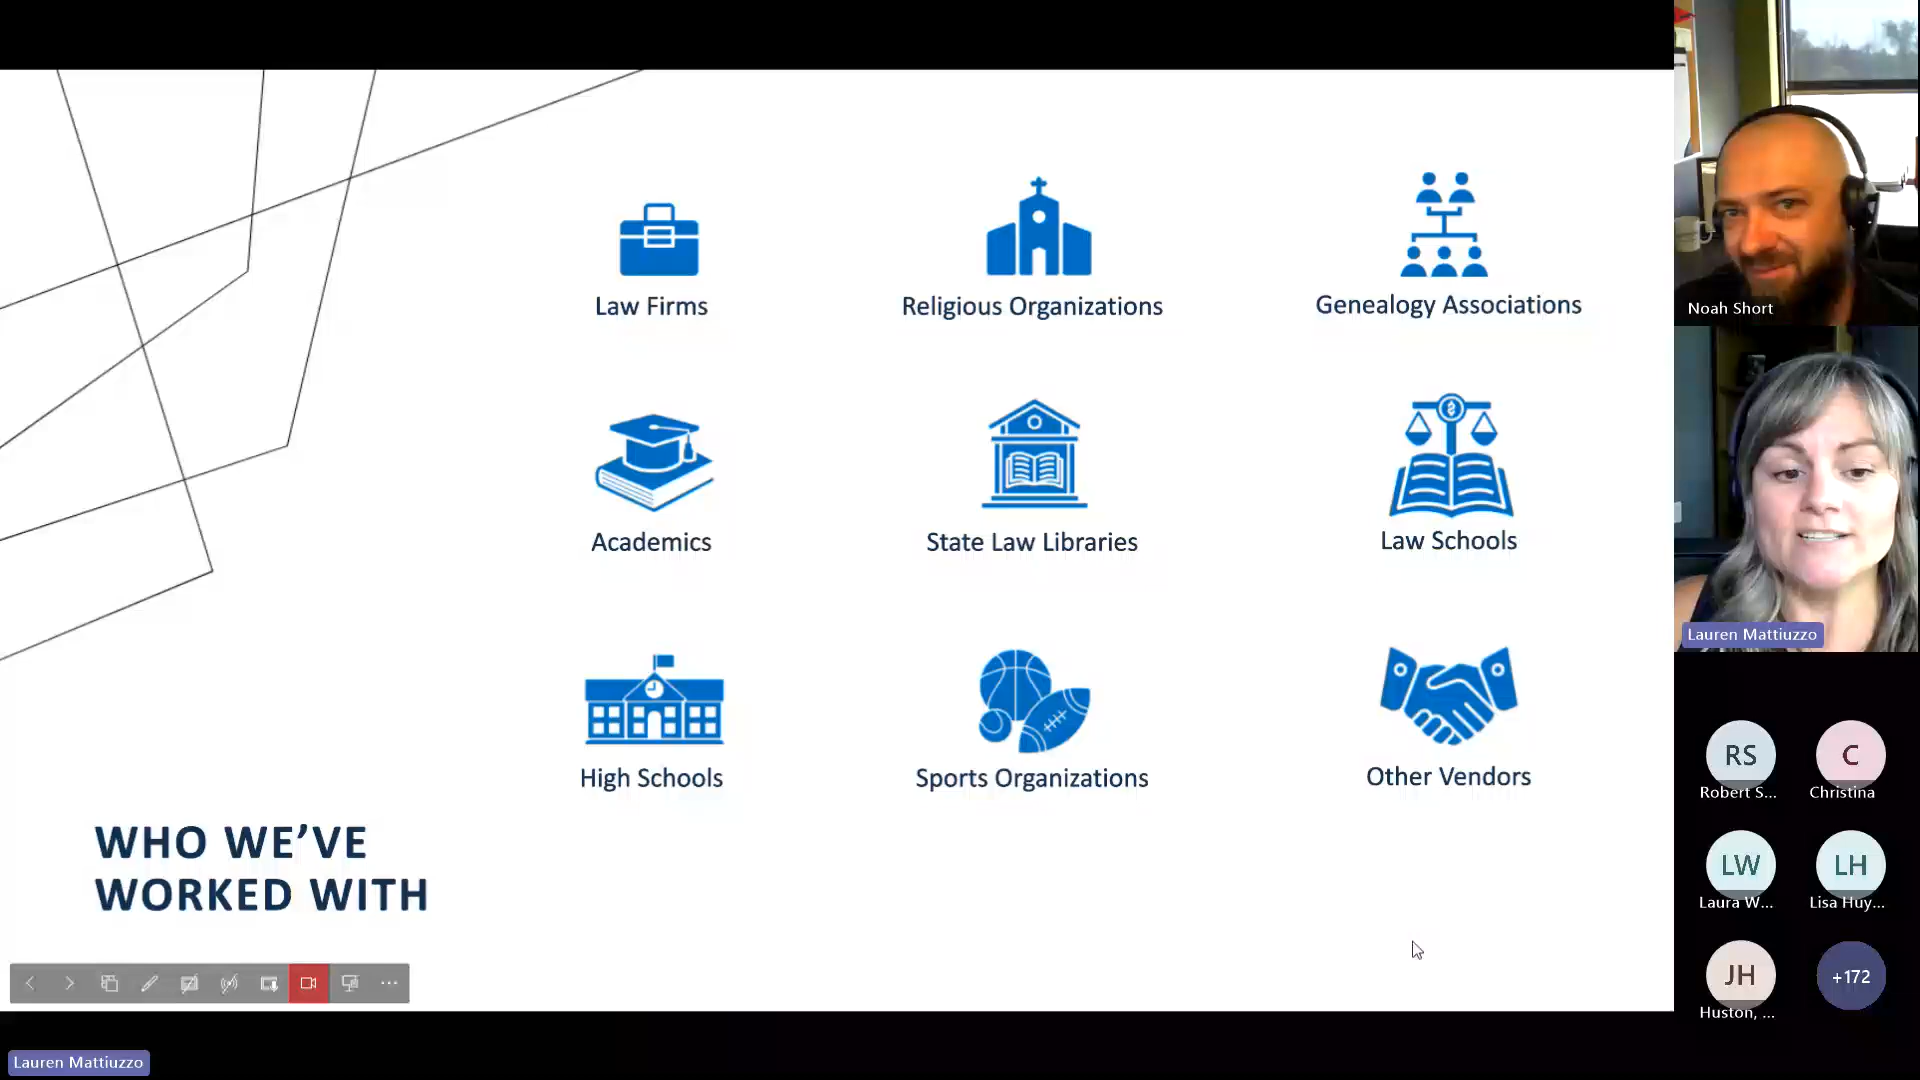 Law Firms
Religious Organizations
Genealogy Associations
Academics
State Law Libraries
Law Schools
High Schools
Sports Organizations
Other Vendors
WHO WE’VE
WORKED WITH
Lauren Mattiuzzo
Noah Short
Lauren Mattiuzzo
RS
Robert S...
C
Christina
LW
Laura W...
LH
Lisa Huy...
JH
Huston, ...
+172